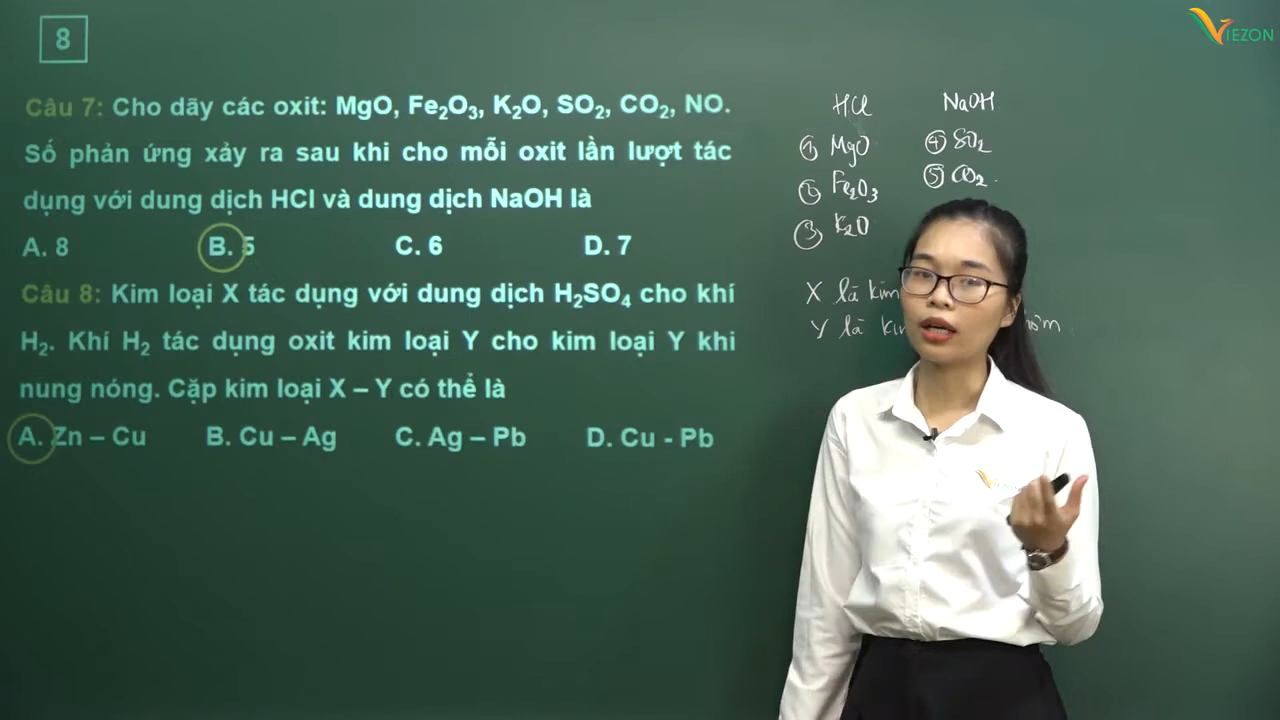 8
VIEZON
Câu 7: Cho dãy các oxit: MgO, Fe₂O₃, K₂O, SO₂, CO₂, NO.
Số phản ứng xảy ra sau khi cho mỗi oxit lần lượt tác
dụng với dung dịch HCl và dung dịch NaOH là
A. 8 B. 5 C. 6 D. 7
Câu 8: Kim loại X tác dụng với dung dịch H₂SO₄ cho khí
H₂. Khí H₂ tác dụng oxit kim loại Y cho kim loại Y khi
nung nóng. Cặp kim loại X – Y có thể là
A. Zn – Cu B. Cu – Ag C. Ag – Pb D. Cu - Pb
HCl NaOH
① MgO ④ SO₂
② Fe₂O₃ ⑤ CO₂.
③ K₂O
X là kim
Y là